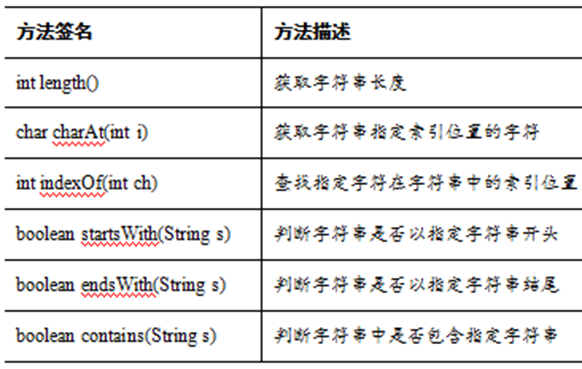 方法签名 方法描述
int length() 获取字符串长度
char charAt(int i) 获取字符串指定索引位置的字符
int indexOf(int ch) 查找指定字符在字符串中的索引位置
boolean startsWith(String s) 判断字符串是否以指定字符串开头
boolean endsWith(String s) 判断字符串是否以指定字符串结尾
boolean contains(String s) 判断字符串中是否包含指定字符串